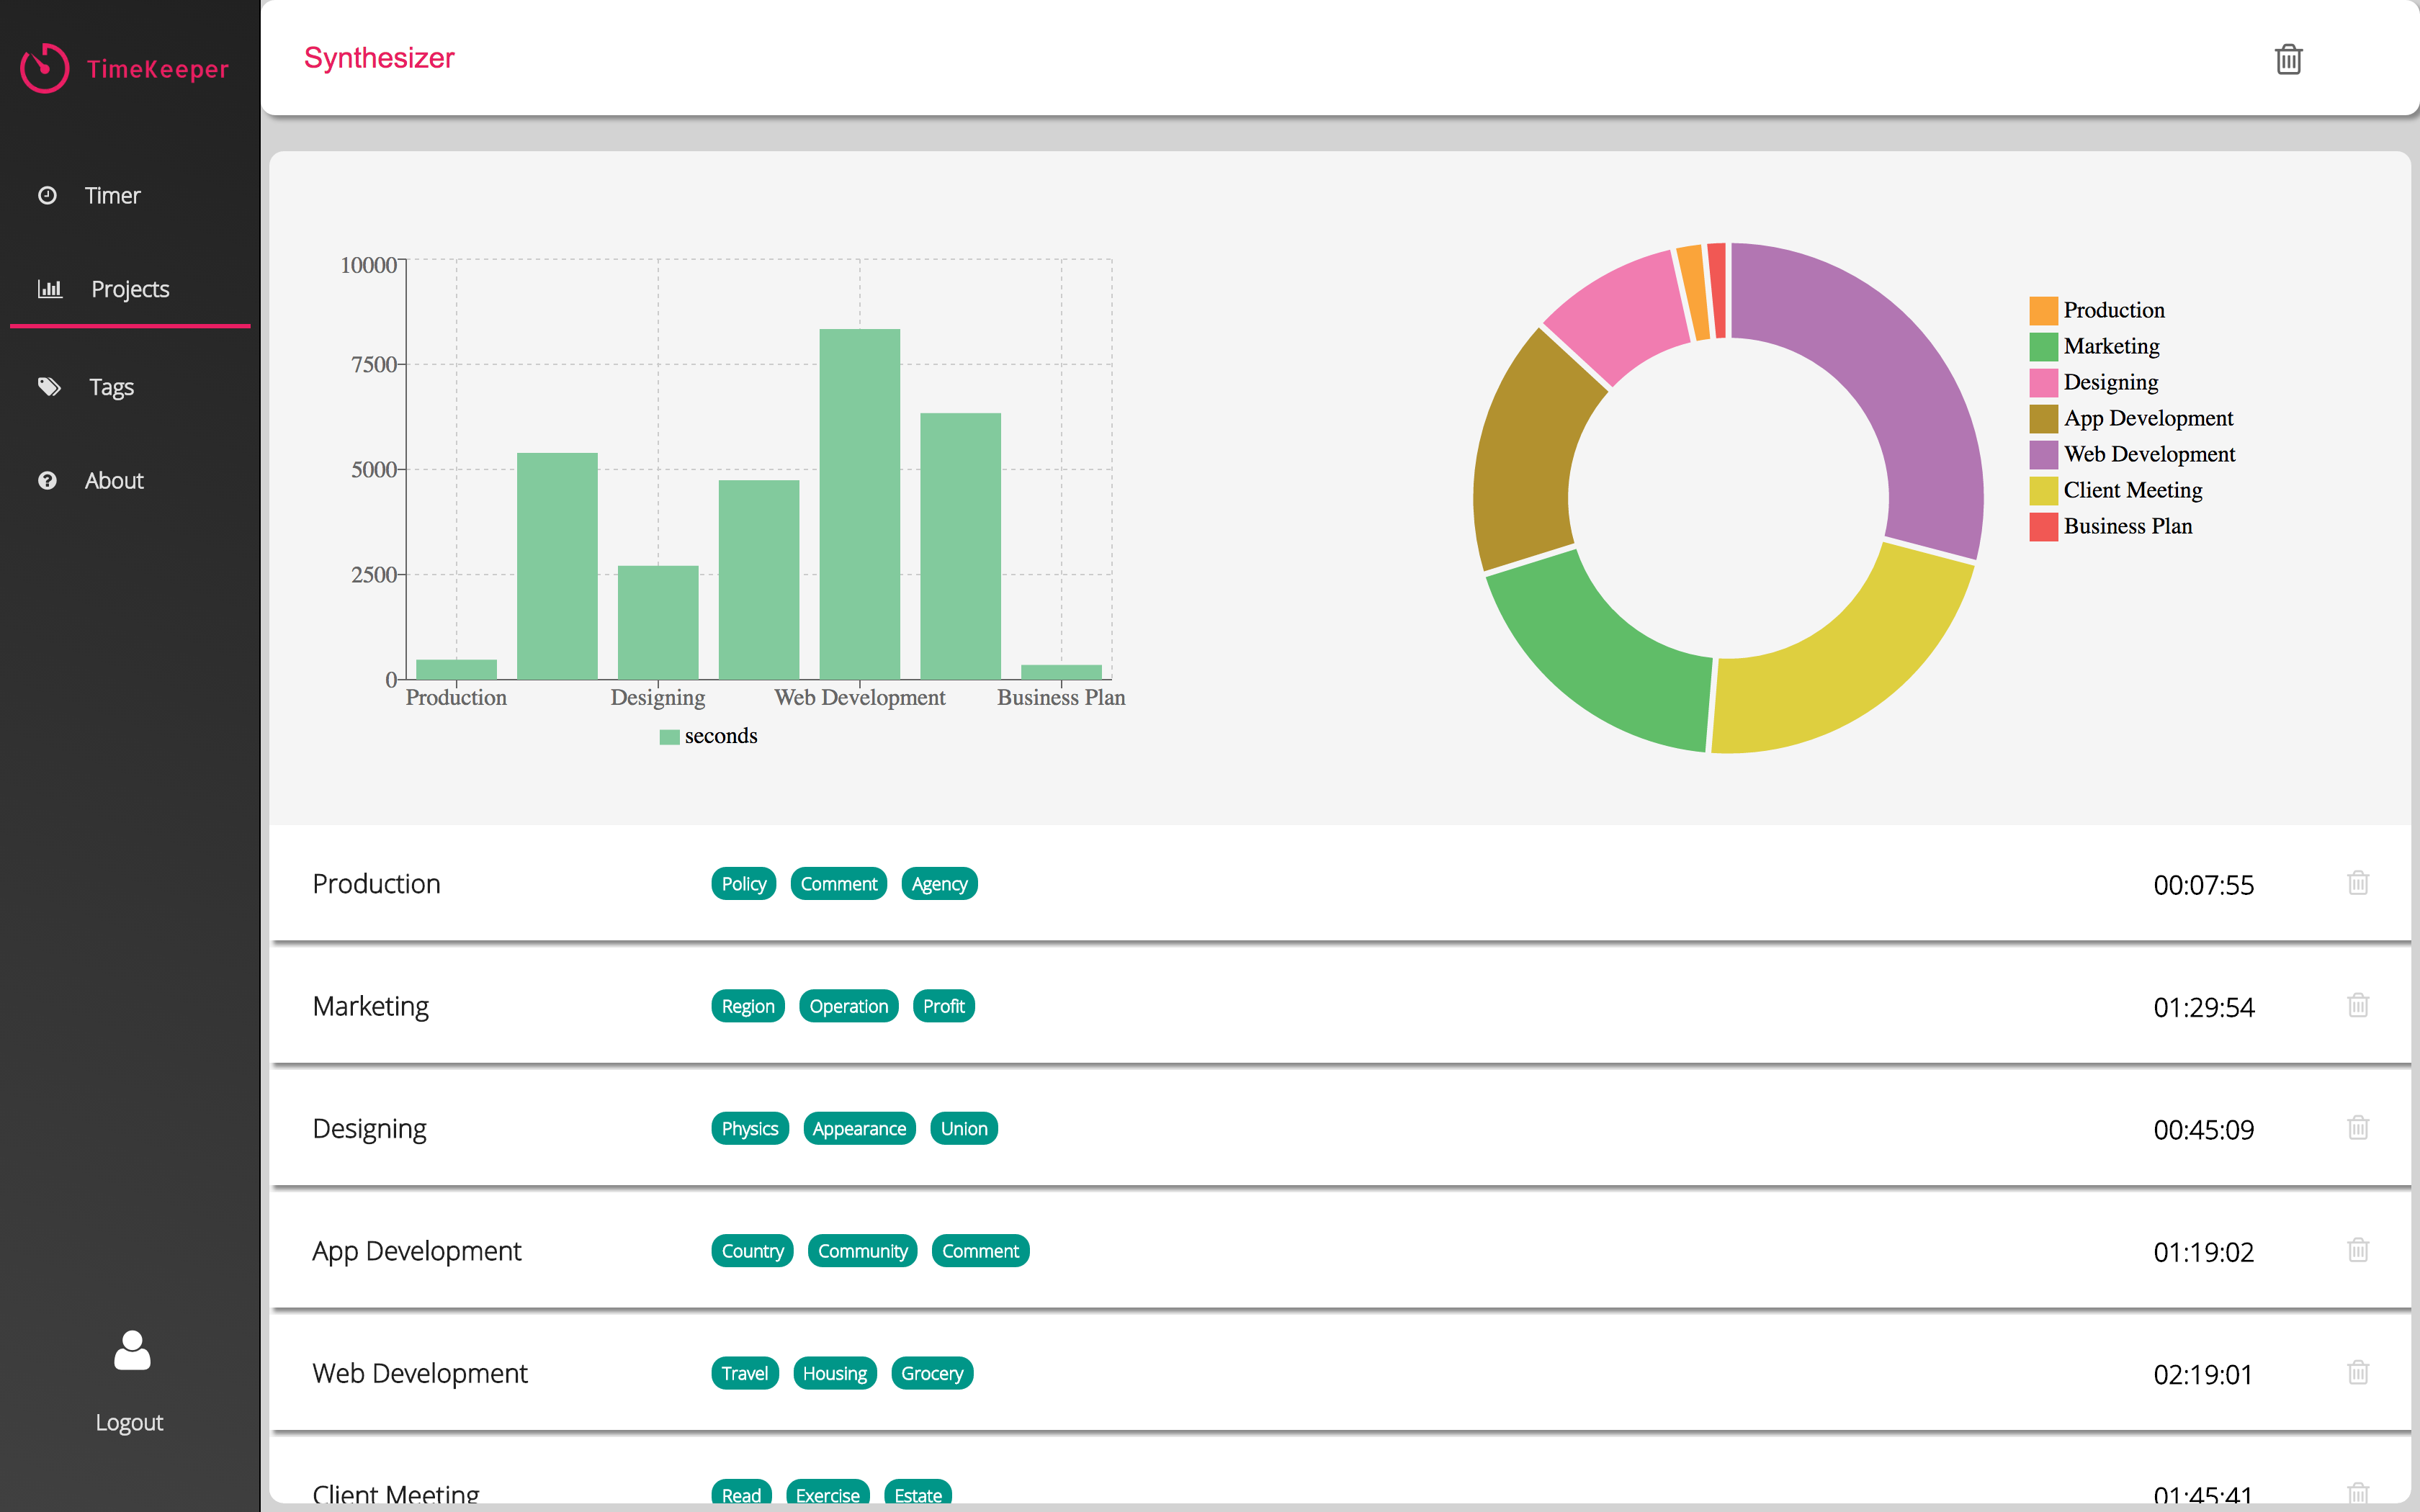 TimeKeeper
Timer
Projects
Tags
About
Logout
Synthesizer
10000
7500
5000
2500
0
Production Designing Web Development Business Plan
seconds
Production
Marketing
Designing
App Development
Web Development
Client Meeting
Business Plan
Production Policy Comment Agency 00:07:55
Marketing Region Operation Profit 01:29:54
Designing Physics Appearance Union 00:45:09
App Development Country Community Comment 01:19:02
Web Development Travel Housing Grocery 02:19:01
Client Meeting Read Exercise Estate 01:45:41